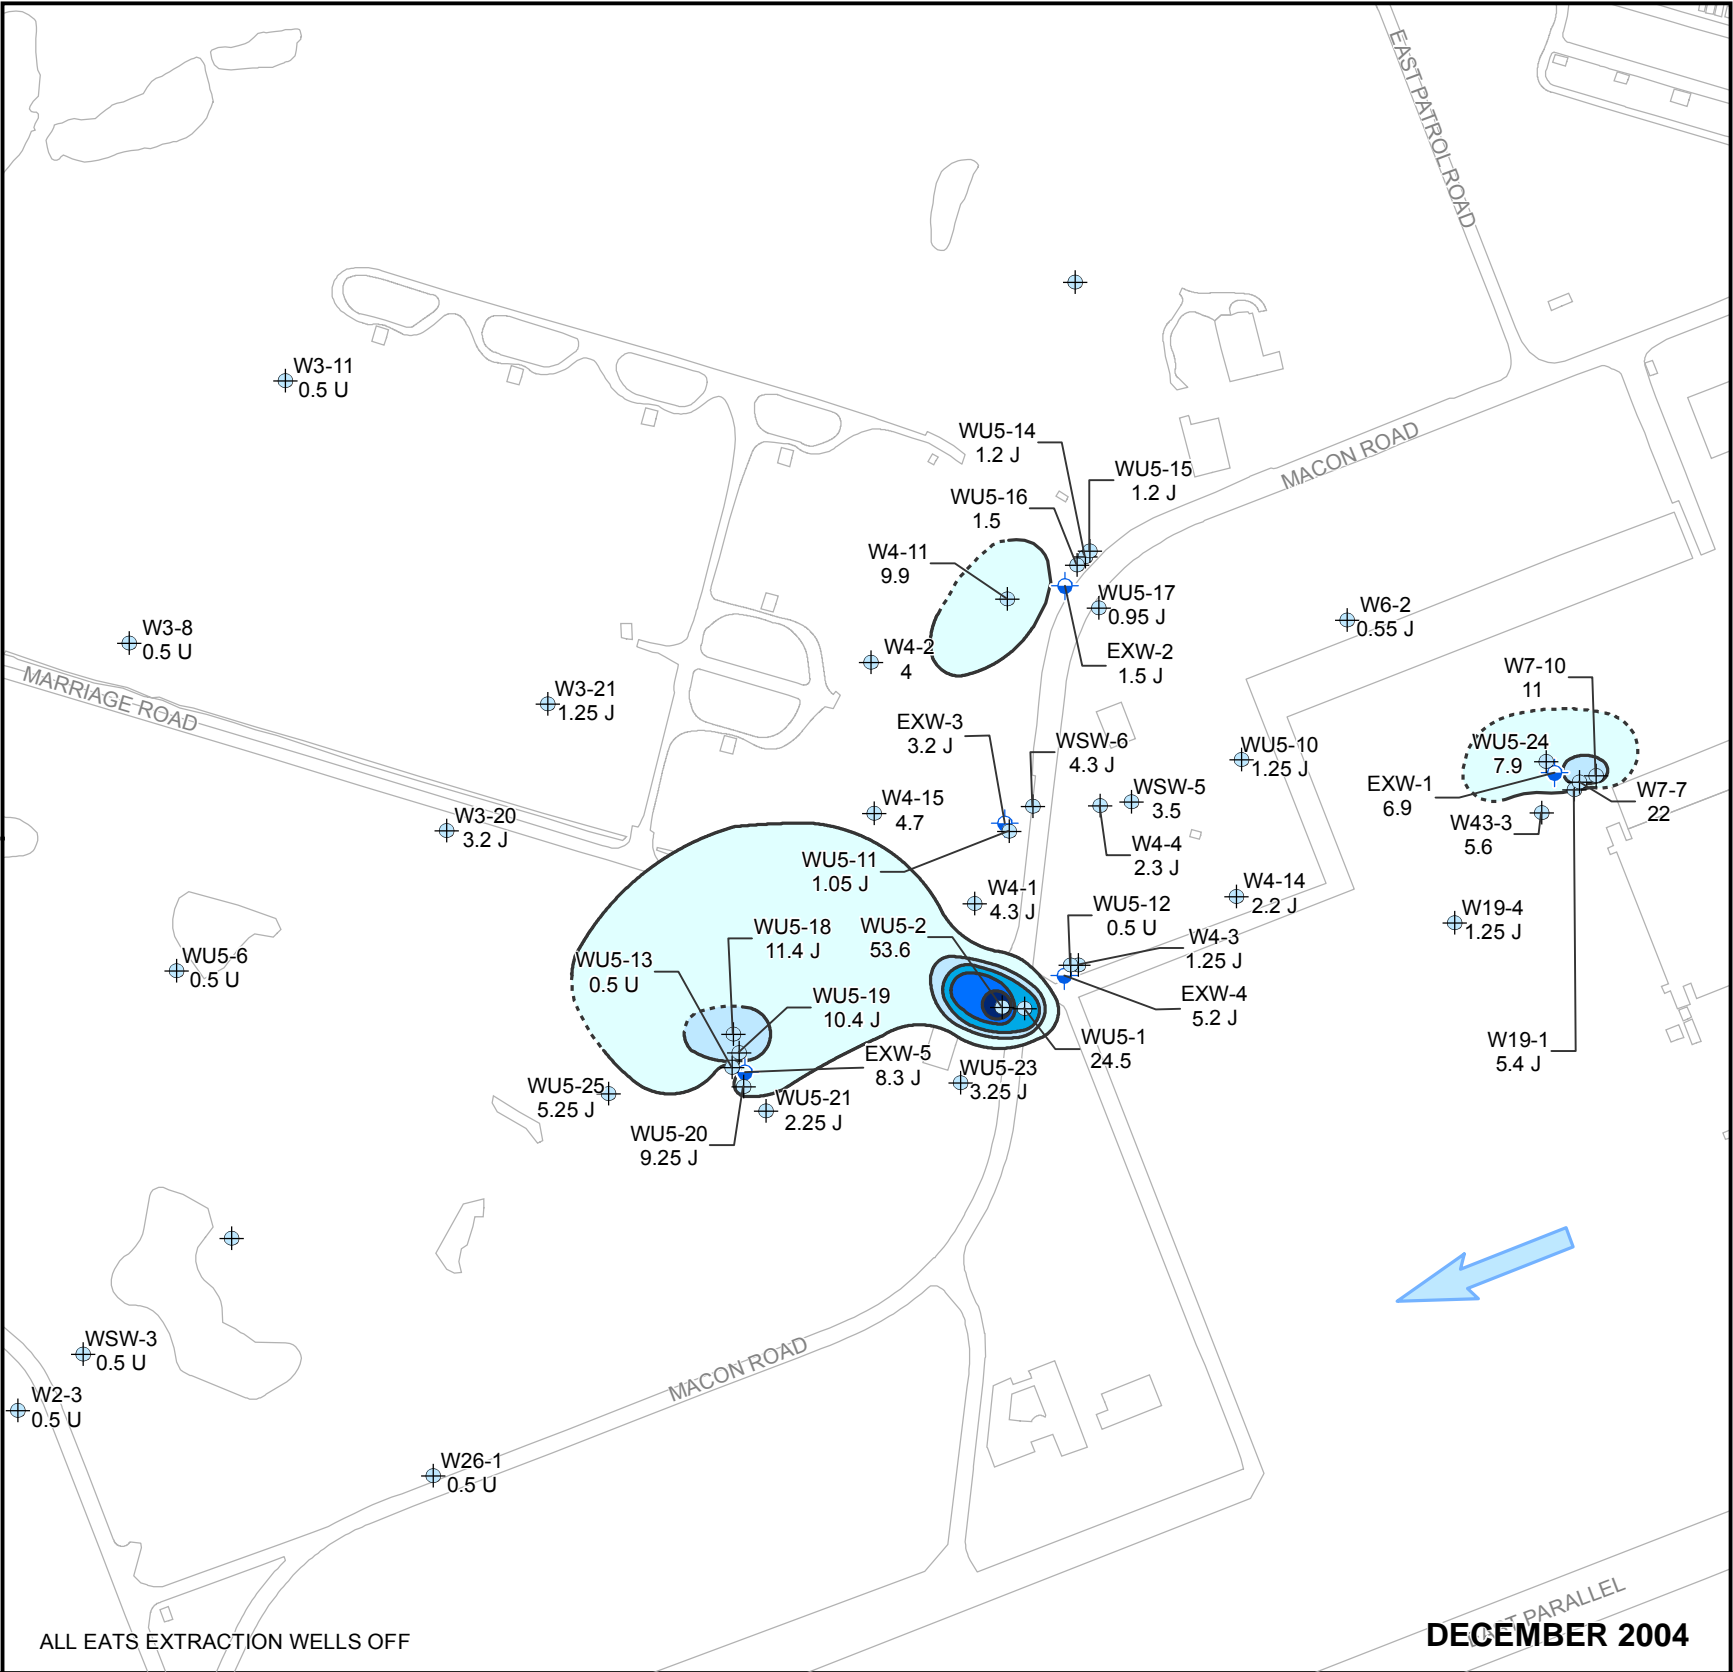 EAST PATROL ROAD
W3-11
0.5 U
WU5-14
1.2 J
MACON ROAD
WU5-15
1.2 J
WU5-16
1.5
W4-11
9.9
WU5-17
0.95 J
W6-2
0.55 J
W3-8
0.5 U
W4-2
4
EXW-2
1.5 J
W7-10
11
MARRIAGE ROAD
W3-21
1.25 J
EXW-3
3.2 J
WSW-6
4.3 J
WU5-10
1.25 J
WU5-24
7.9
EXW-1
6.9
W7-7
22
WSW-5
3.5
W4-15
4.7
W3-20
3.2 J
W43-3
5.6
W4-4
2.3 J
WU5-11
1.05 J
W4-1
4.3 J
W4-14
2.2 J
WU5-12
0.5 U
W19-4
1.25 J
WU5-18
11.4 J
WU5-2
53.6
W4-3
1.25 J
WU5-6
0.5 U
WU5-13
0.5 U
WU5-19
10.4 J
EXW-4
5.2 J
WU5-1
24.5
W19-1
5.4 J
EXW-5
8.3 J
WU5-23
3.25 J
WU5-25
5.25 J
WU5-21
2.25 J
WU5-20
9.25 J
WSW-3
0.5 U
MACON ROAD
W2-3
0.5 U
W26-1
0.5 U
EAST PARALLEL
ALL EATS EXTRACTION WELLS OFF
DECEMBER 2004